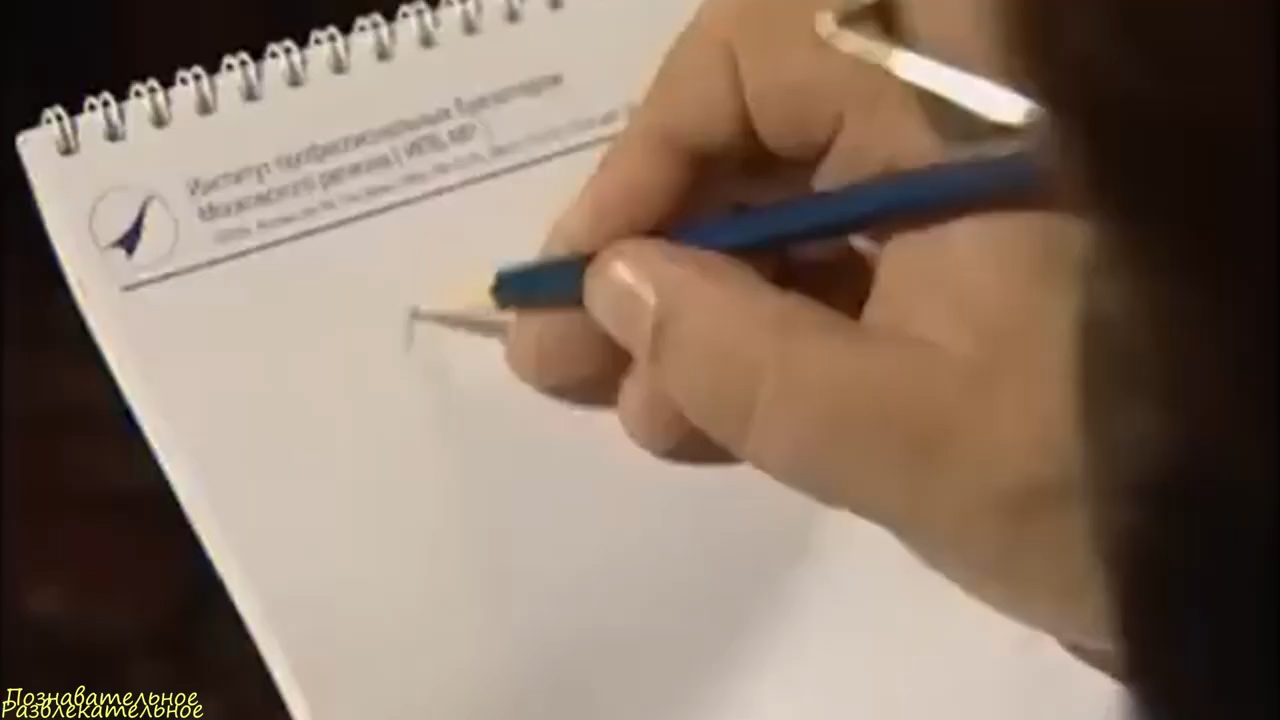 Институт профессиональных бухгалтеров
Московского региона ( ИПБ МР )
Познавательное
Развлекательное